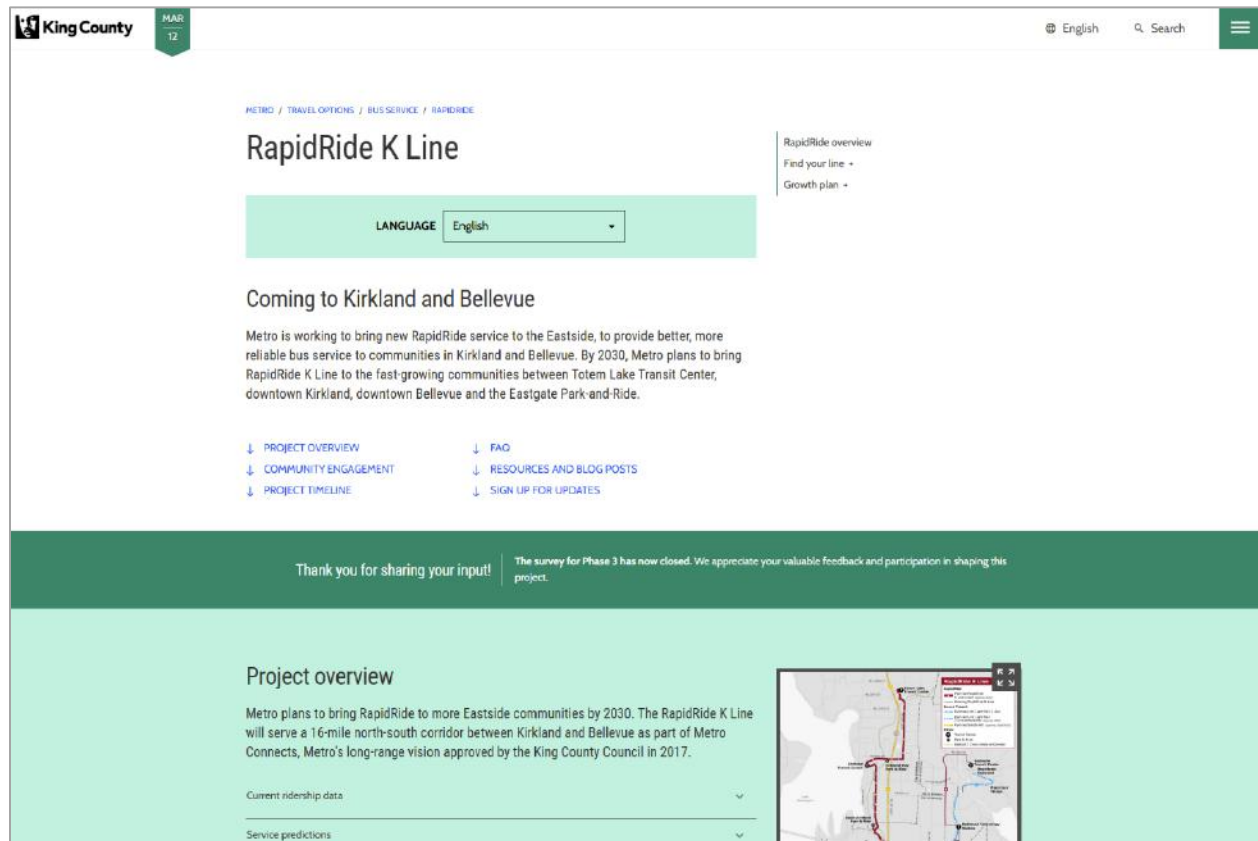 King County
MAR
12
English
Search
METRO / TRAVEL OPTIONS / BUS SERVICE / RAPIDRIDE
RapidRide K Line
RapidRide overview
Find your line +
Growth plan +
LANGUAGE English
Coming to Kirkland and Bellevue
Metro is working to bring new RapidRide service to the Eastside, to provide better, more
reliable bus service to communities in Kirkland and Bellevue. By 2030, Metro plans to bring
RapidRide K Line to the fast-growing communities between Totem Lake Transit Center,
downtown Kirkland, downtown Bellevue and the Eastgate Park-and-Ride.
↓ PROJECT OVERVIEW
↓ COMMUNITY ENGAGEMENT
↓ PROJECT TIMELINE
↓ FAQ
↓ RESOURCES AND BLOG POSTS
↓ SIGN UP FOR UPDATES
Thank you for sharing your input!
The survey for Phase 3 has now closed. We appreciate your valuable feedback and participation in shaping this
project.
Project overview
Metro plans to bring RapidRide to more Eastside communities by 2030. The RapidRide K Line
will serve a 16-mile north-south corridor between Kirkland and Bellevue as part of Metro
Connects, Metro's long-range vision approved by the King County Council in 2017.
Current ridership data
Service predictions
RapidRide K Line